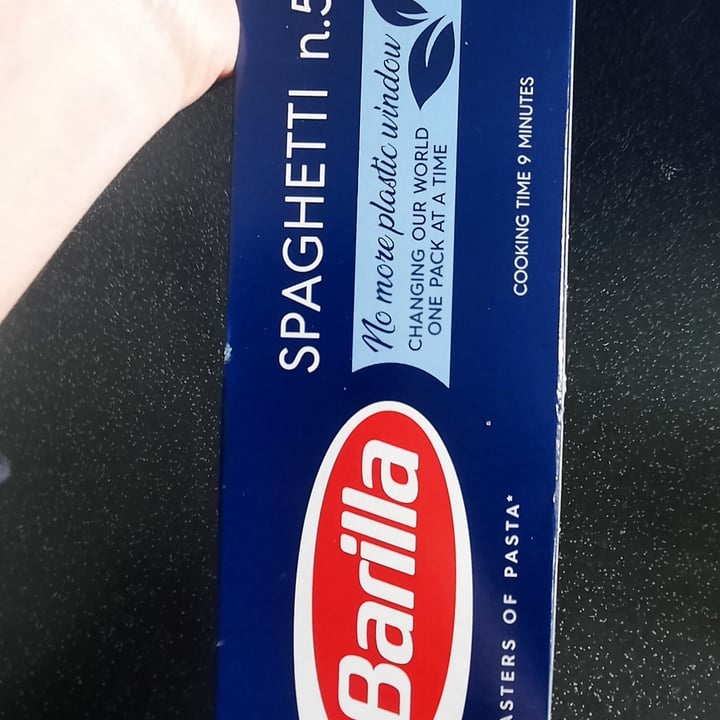 SPAGHETTI n.5
No more plastic window
CHANGING OUR WORLD
ONE PACK AT A TIME
COOKING TIME 9 MINUTES
Barilla
OF PASTA*